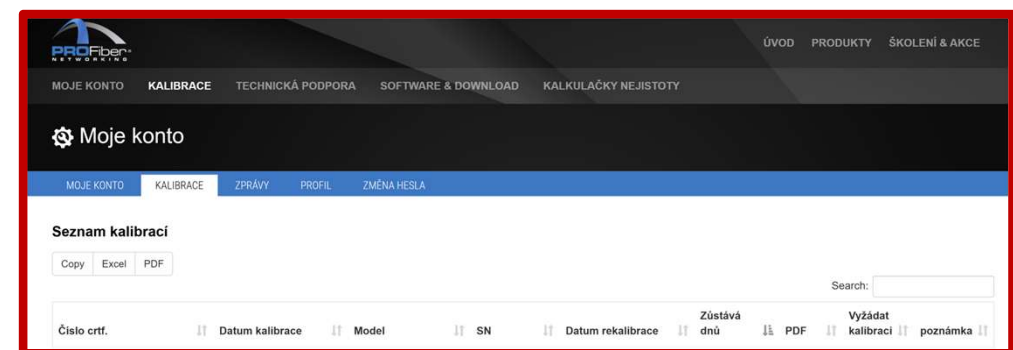 PROFiber
NETWORKING
ÚVOD PRODUKTY ŠKOLENÍ & AKCE
MOJE KONTO KALIBRACE TECHNICKÁ PODPORA SOFTWARE & DOWNLOAD KALKULAČKY NEJISTOTY
Moje konto
MOJE KONTO KALIBRACE ZPRÁVY PROFIL ZMĚNA HESLA
Seznam kalibrací
Copy Excel PDF
Search:
Číslo crtf. Datum kalibrace Model SN Datum rekalibrace Zůstává dnů PDF Vyžádat kalibraci poznámka